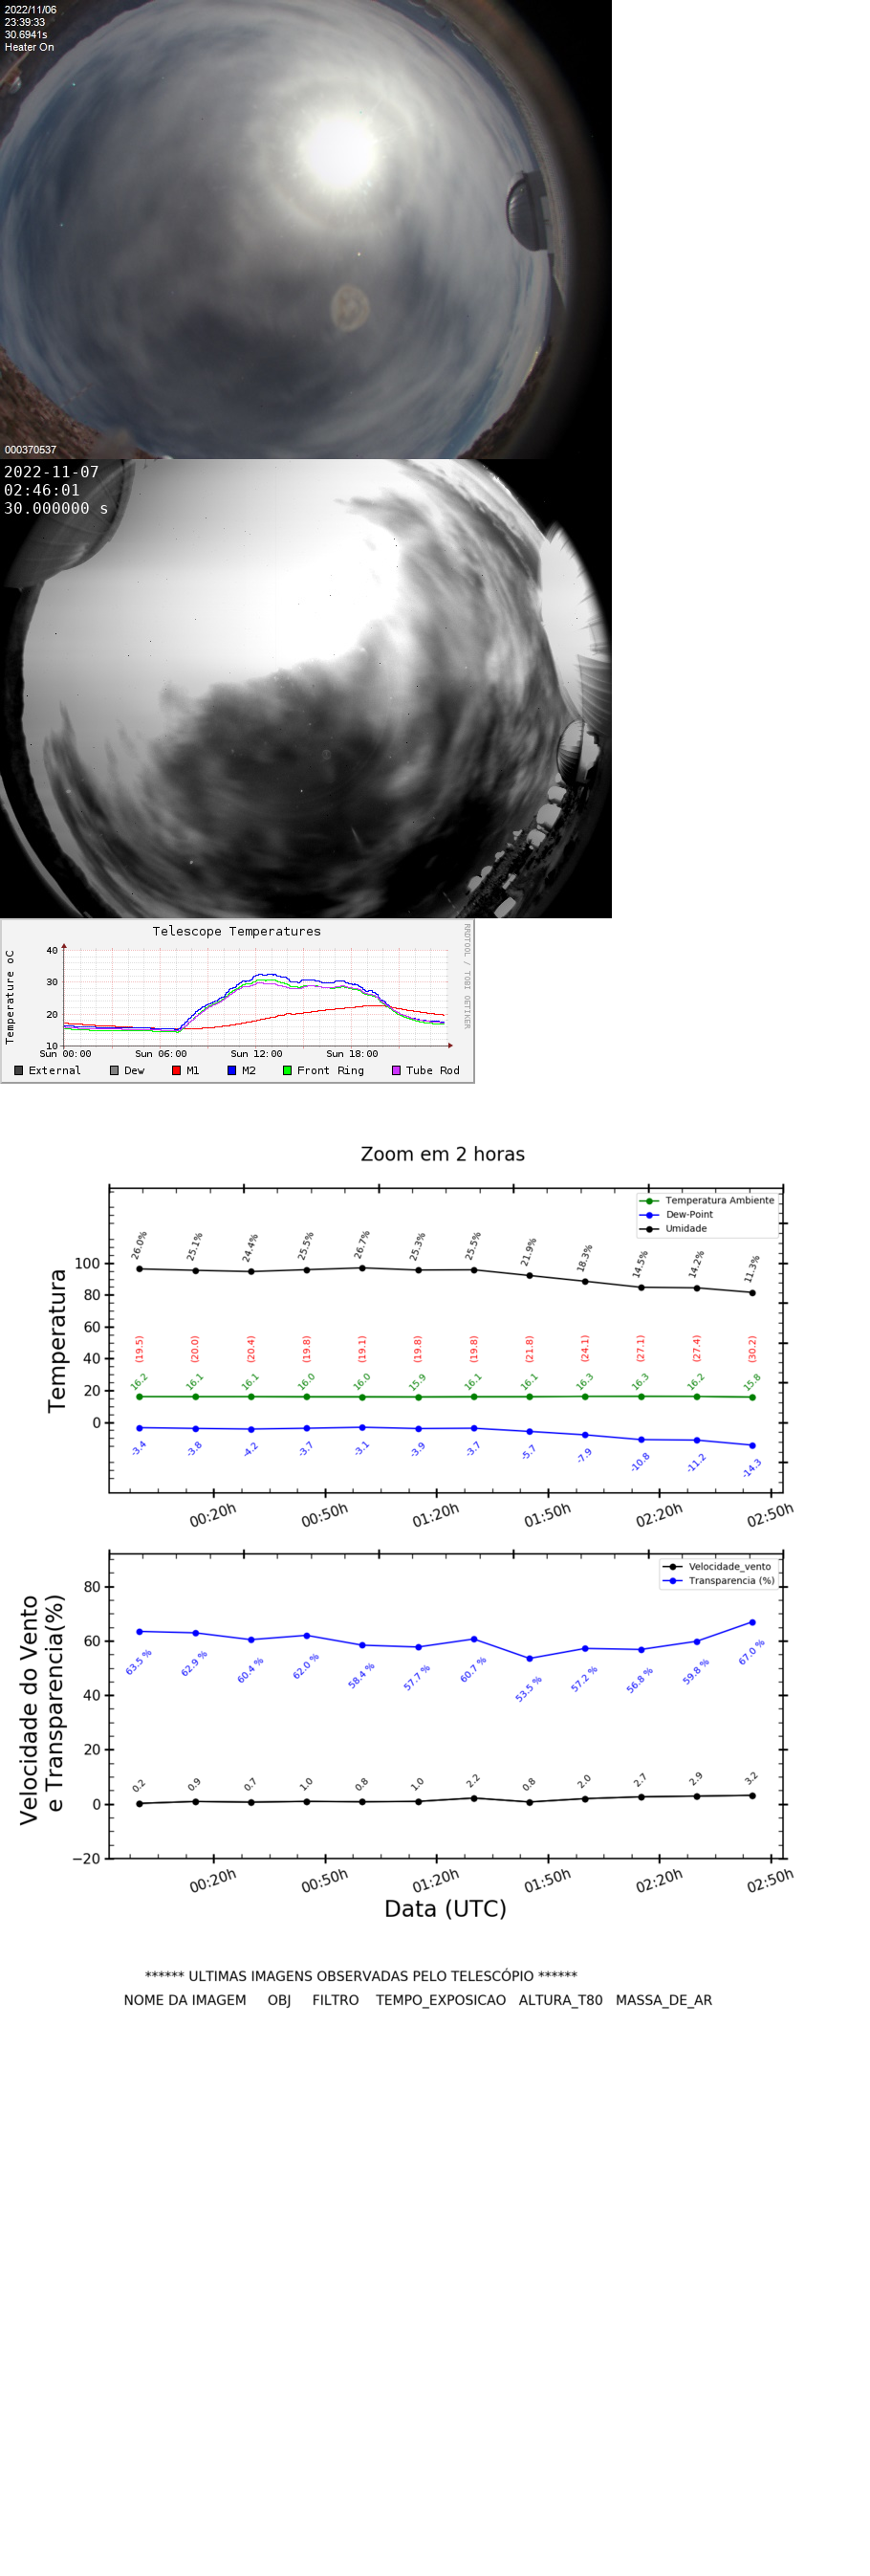 2022/11/06
23:39:33
30.6941s
Heater On
000370537
2022-11-07
02:46:01
30.000000 s
Telescope Temperatures
RRDTOOL / TOBI OETIKER
Temperature oC
40
30
20
10
Sun 00:00 Sun 06:00 Sun 12:00 Sun 18:00
External Dew M1 M2 Front Ring Tube Rod
Zoom em 2 horas
Temperatura Ambiente
Dew-Point
Umidade
Temperatura
100
80
60
40
20
0
26.0% 25.1% 24.4% 25.5% 26.7% 25.3% 25.5% 21.9% 18.3% 14.5% 14.2% 11.3%
(19.5) (20.0) (20.4) (19.8) (19.1) (19.8) (19.8) (21.8) (24.1) (27.1) (27.4) (30.2)
16.2 16.1 16.1 16.0 16.0 15.9 16.1 16.1 16.3 16.3 16.2 15.8
-3.4 -3.8 -4.2 -3.7 -3.1 -3.9 -3.7 -5.7 -7.9 -10.8 -11.2 -14.3
00:20h 00:50h 01:20h 01:50h 02:20h 02:50h
Velocidade_vento
Transparencia (%)
Velocidade do Vento
e Transparencia(%)
80
60
40
20
0
−20
63.5 % 62.9 % 60.4 % 62.0 % 58.4 % 57.7 % 60.7 % 53.5 % 57.2 % 56.8 % 59.8 % 67.0 %
0.2 0.9 0.7 1.0 0.8 1.0 2.2 0.8 2.0 2.7 2.9 3.2
00:20h 00:50h 01:20h 01:50h 02:20h 02:50h
Data (UTC)
****** ULTIMAS IMAGENS OBSERVADAS PELO TELESCÓPIO ******
NOME DA IMAGEM OBJ FILTRO TEMPO_EXPOSICAO ALTURA_T80 MASSA_DE_AR